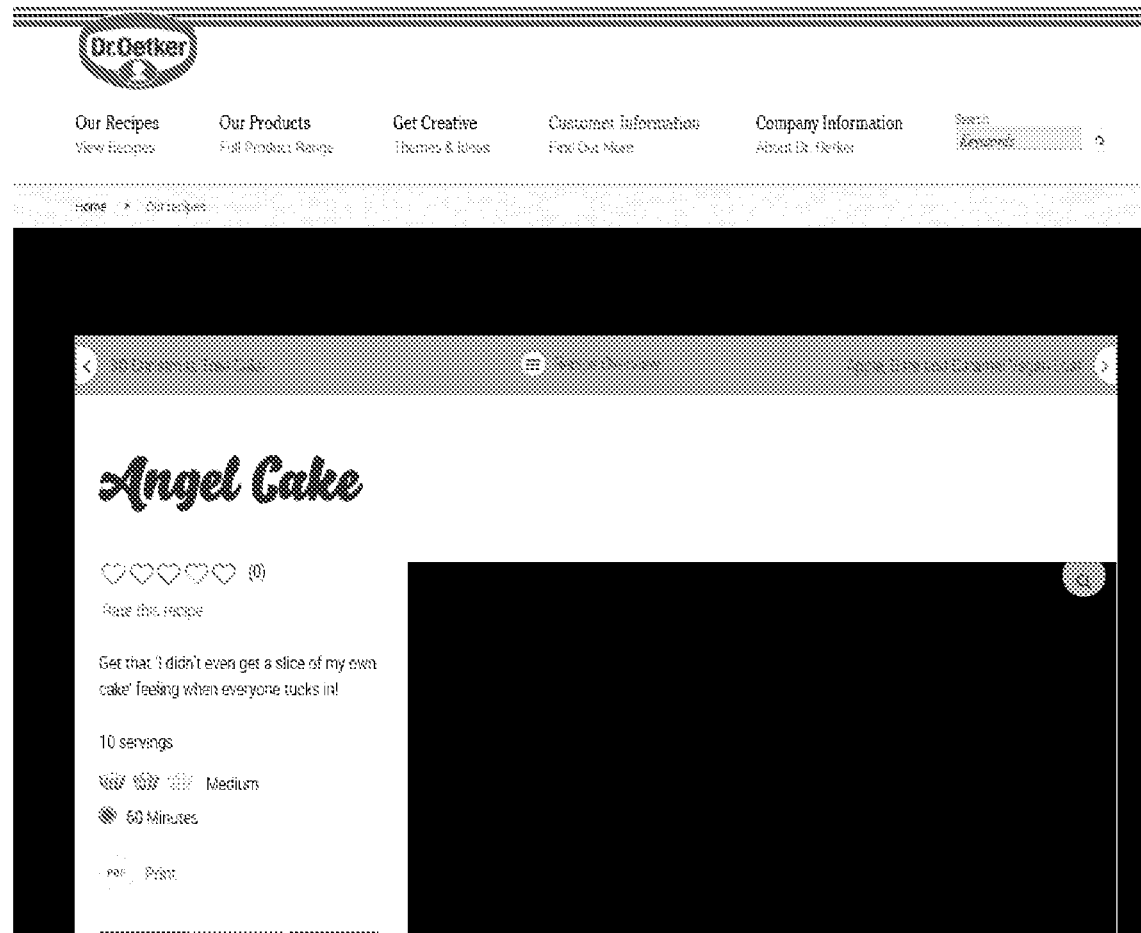 Dr.Oetker
Our Recipes
View Recipes
Our Products
Full Product Range
Get Creative
Themes & Ideas
Customer Information
Find Out More
Company Information
About Dr. Oetker
Search
Keywords
Home > Our recipes
Angel Cake
(0)
Rate this recipe
Get that 'I didn't even get a slice of my own
cake' feeling when everyone tucks in!
10 servings
Medium
60 Minutes
PDF Print